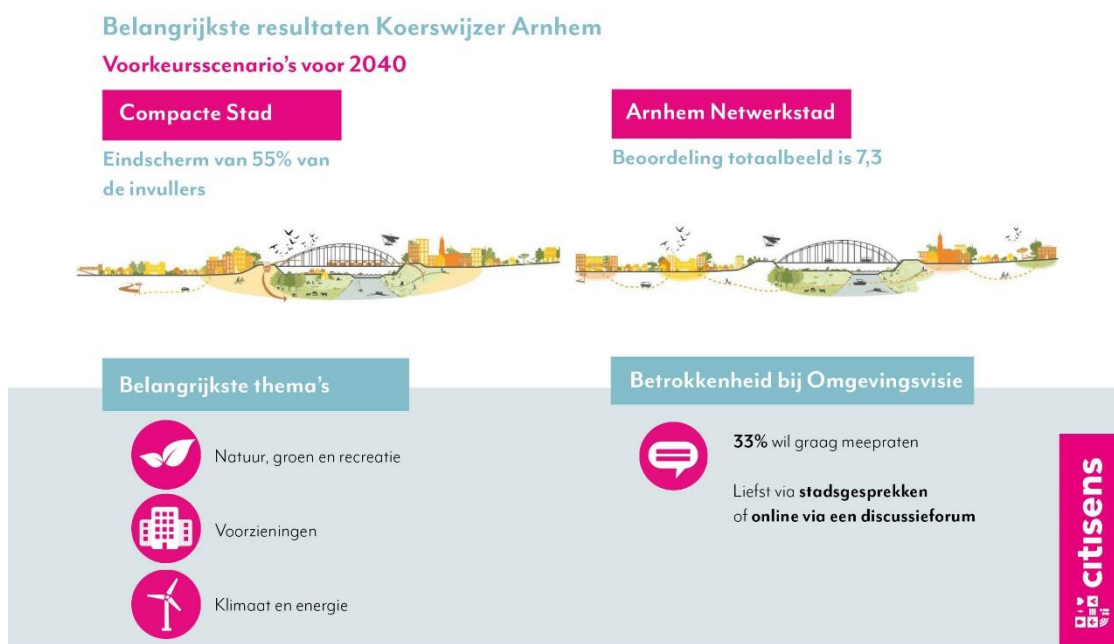 Belangrijkste resultaten Koerswijzer Arnhem
Voorkeursscenario's voor 2040
Compacte Stad
Eindscherm van 55% van
de invullers
Arnhem Netwerkstad
Beoordeling totaalbeeld is 7,3
Belangrijkste thema's
Natuur, groen en recreatie
Voorzieningen
Klimaat en energie
Betrokkenheid bij Omgevingsvisie
33% wil graag meepraten
Liefst via stadsgesprekken
of online via een discussieforum
citisens